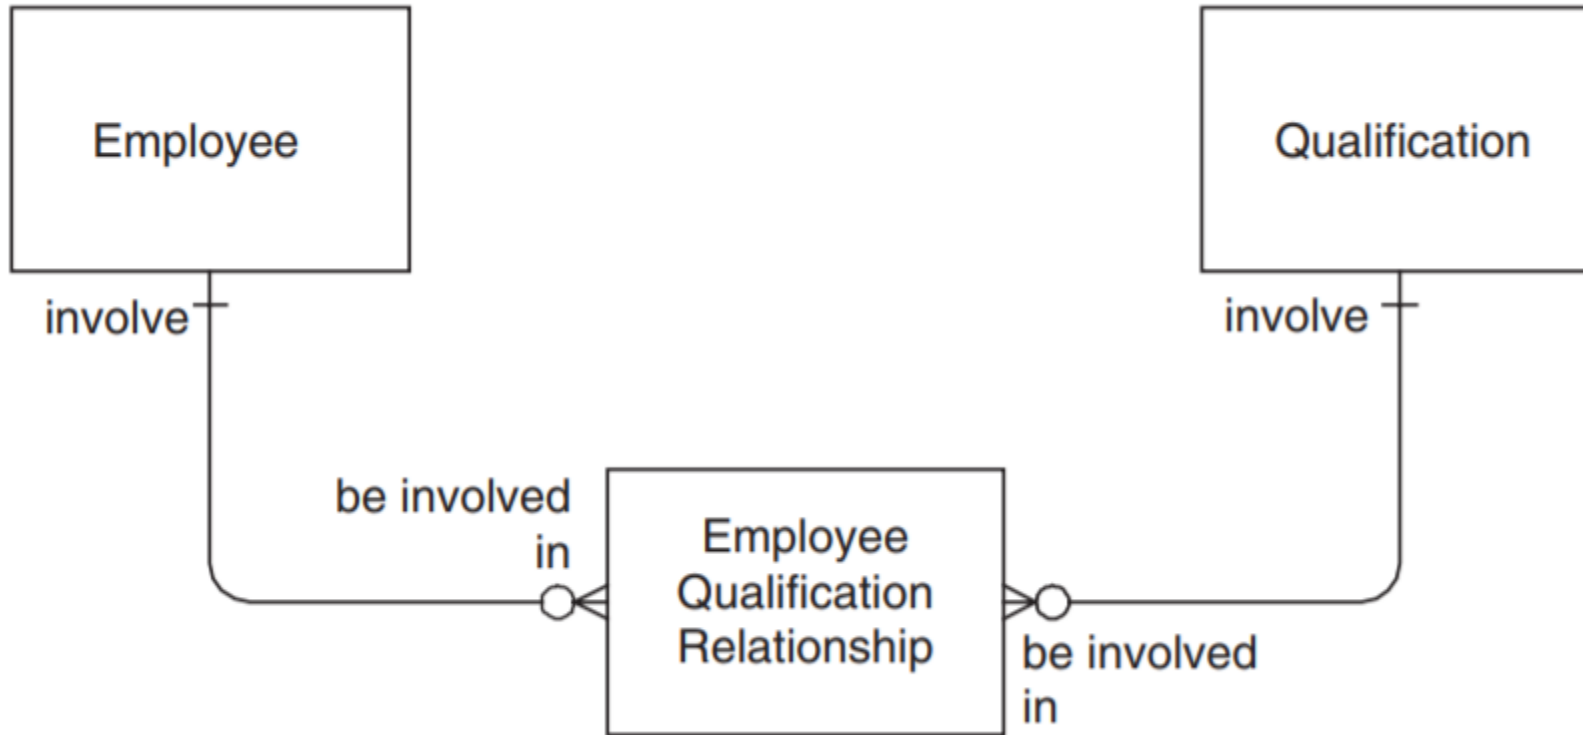 Employee
Qualification
involve
involve
be involved
in
Employee
Qualification
Relationship
be involved
in